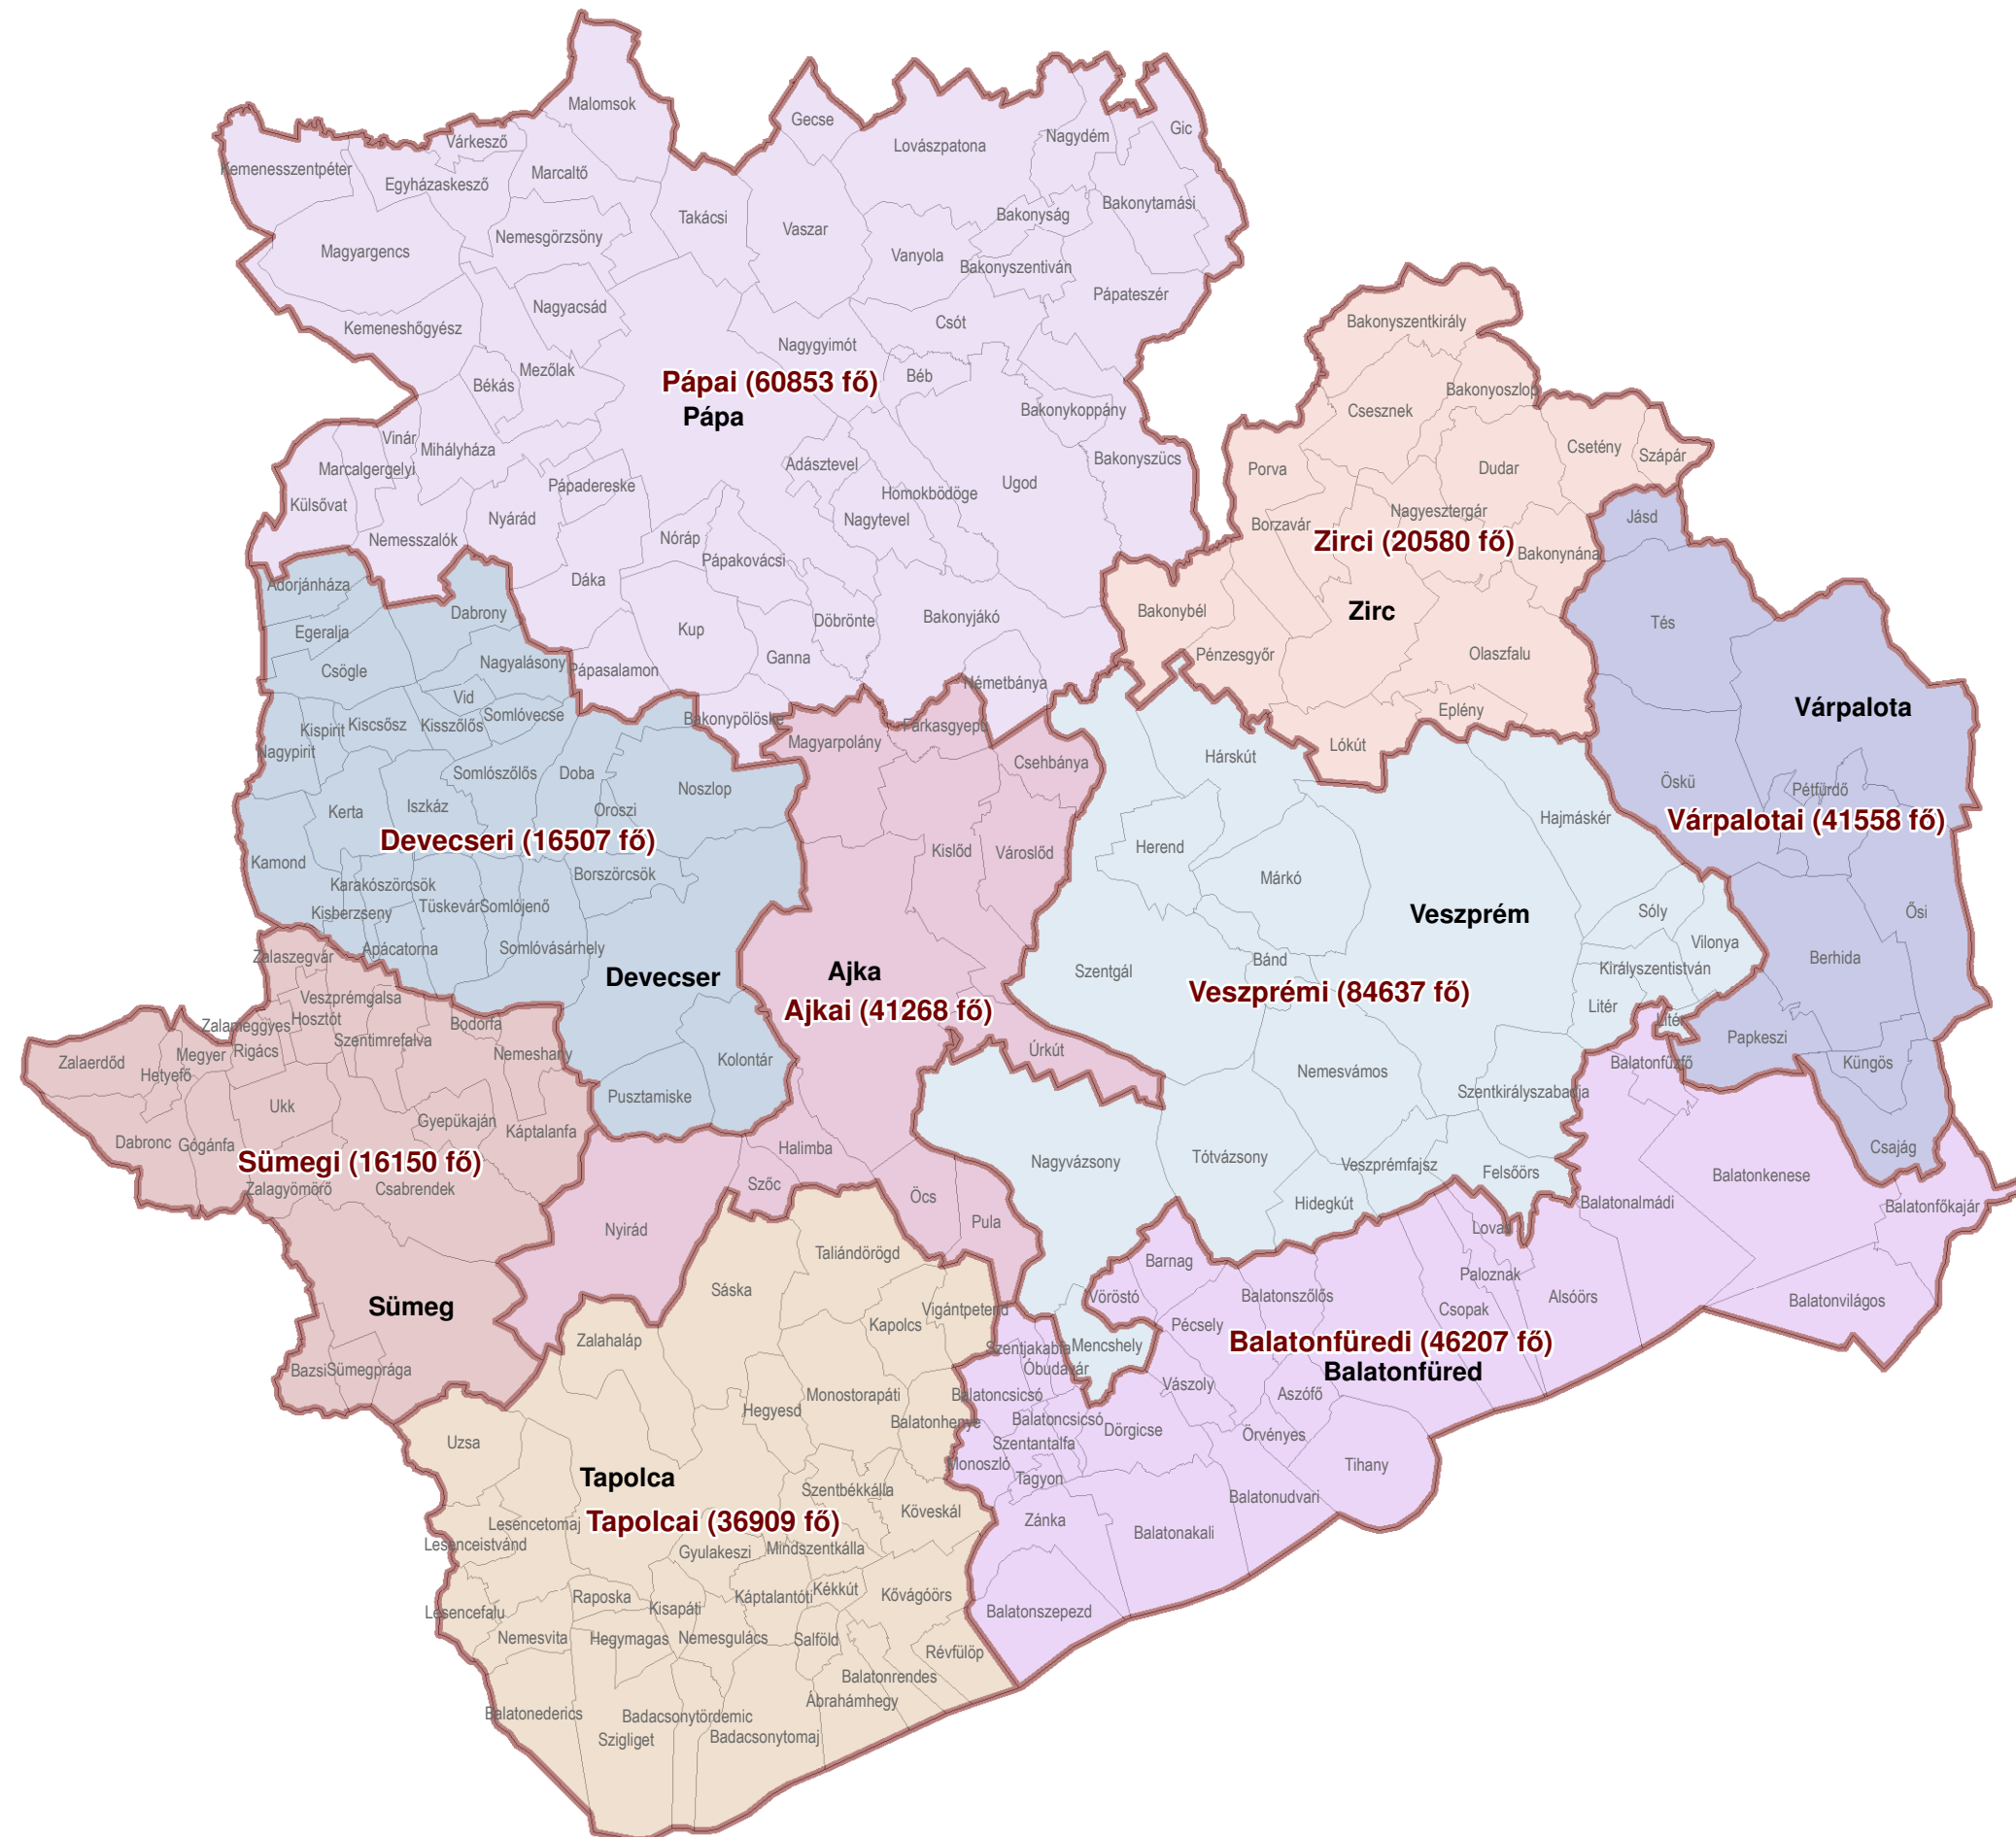 Malomsok
Gecse
Gic
Várkesző
Nagydém
Lovászpatona
Kemenesszentpéter
Marcaltő
Egyházaskesző
Bakonytamási
Takácsi
Bakonyság
Vaszar
Nemesgörzsöny
Magyargencs
Vanyola
Bakonyszentiván
Pápateszér
Nagyacsád
Csót
Bakonyszentkirály
Kemeneshőgyész
Nagygyimót
Mezőlak
Béb
Pápai (60853 fő)
Békás
Bakonyoszlop
Bakonykoppány
Csesznek
Pápa
Vinár
Mihályháza
Csetény
Szápár
Bakonyszücs
Adásztevel
Marcalgergelyi
Porva
Dudar
Pápadereske
Ugod
Homokbödöge
Külsővat
Nagyesztergár
Jásd
Nyárád
Nagytevel
Borzavár
Nóráp
Nemesszalók
Zirci (20580 fő)
Bakonynána
Pápakovácsi
Dáka
Adorjánháza
Bakonybél
Zirc
Dabrony
Bakonyjákó
Döbrönte
Tés
Kup
Egeralja
Pénzesgyőr
Olaszfalu
Ganna
Nagyalásony
Pápasalamon
Csögle
Németbánya
Vid
Várpalota
Eplény
Somlóvecse
Bakonypölöske
Kiscsősz
Kisszőlős
Farkasgyepű
Kispirit
Magyarpolány
Lókút
Nagypirit
Hárskút
Csehbánya
Somlószőlős
Doba
Öskü
Noszlop
Pétfürdő
Iszkáz
Oroszi
Kerta
Hajmáskér
Várpalotai (41558 fő)
Devecseri (16507 fő)
Herend
Kislőd
Városlőd
Kamond
Borszörcsök
Márkó
Karakószörcsök
Tüskevár
Somlójenő
Kisberzseny
Veszprém
Sóly
Ősi
Vilonya
Apácatorna
Somlóvásárhely
Zalaszegvár
Bánd
Berhida
Királyszentistván
Szentgál
Ajka
Devecser
Veszprémi (84637 fő)
Veszprémgalsa
Litér
Ajkai (41268 fő)
Hosztót
Litér
Bodorfa
Zalameggyes
Papkeszi
Szentimrefalva
Úrkút
Rigács
Nemeshany
Megyer
Kolontár
Zalaerdőd
Balatonfűzfő
Küngös
Nemesvámos
Hetyefő
Szentkirályszabadja
Pusztamiske
Ukk
Gyepükaján
Káptalanfa
Dabronc
Gógánfa
Halimba
Csajág
Tótvázsony
Nagyvázsony
Sümegi (16150 fő)
Veszprémfajsz
Felsőörs
Balatonkenese
Szőc
Zalagyömörő
Csabrendek
Öcs
Hidegkút
Balatonalmádi
Balatonfőkajár
Pula
Nyirád
Lovas
Taliándörögd
Barnag
Paloznak
Sáska
Vöröstó
Balatonszőlős
Alsóörs
Balatonvilágos
Sümeg
Vigántpetend
Csopak
Kapolcs
Pécsely
Zalahaláp
Balatonfüredi (46207 fő)
Mencshely
Szentjakabfa
Bazsi
Sümegprága
Óbudavár
Balatonfüred
Vászoly
Aszófő
Monostorapáti
Balatoncsicsó
Hegyesd
Balatoncsicsó
Balatonhenye
Dörgicse
Örvényes
Uzsa
Szentantalfa
Monoszló
Tihany
Tapolca
Tagyon
Szentbékkálla
Balatonudvari
Köveskál
Zánka
Tapolcai (36909 fő)
Lesencetomaj
Balatonakali
Lesenceistvánd
Mindszentkálla
Gyulakeszi
Kékkút
Kővágóörs
Raposka
Káptalantóti
Kisapáti
Lesencefalu
Balatonszepezd
Nemesvita
Hegymagas
Nemesgulács
Salföld
Révfülöp
Balatonrendes
Ábrahámhegy
Balatonederics
Badacsonytördemic
Badacsonytomaj
Szigliget